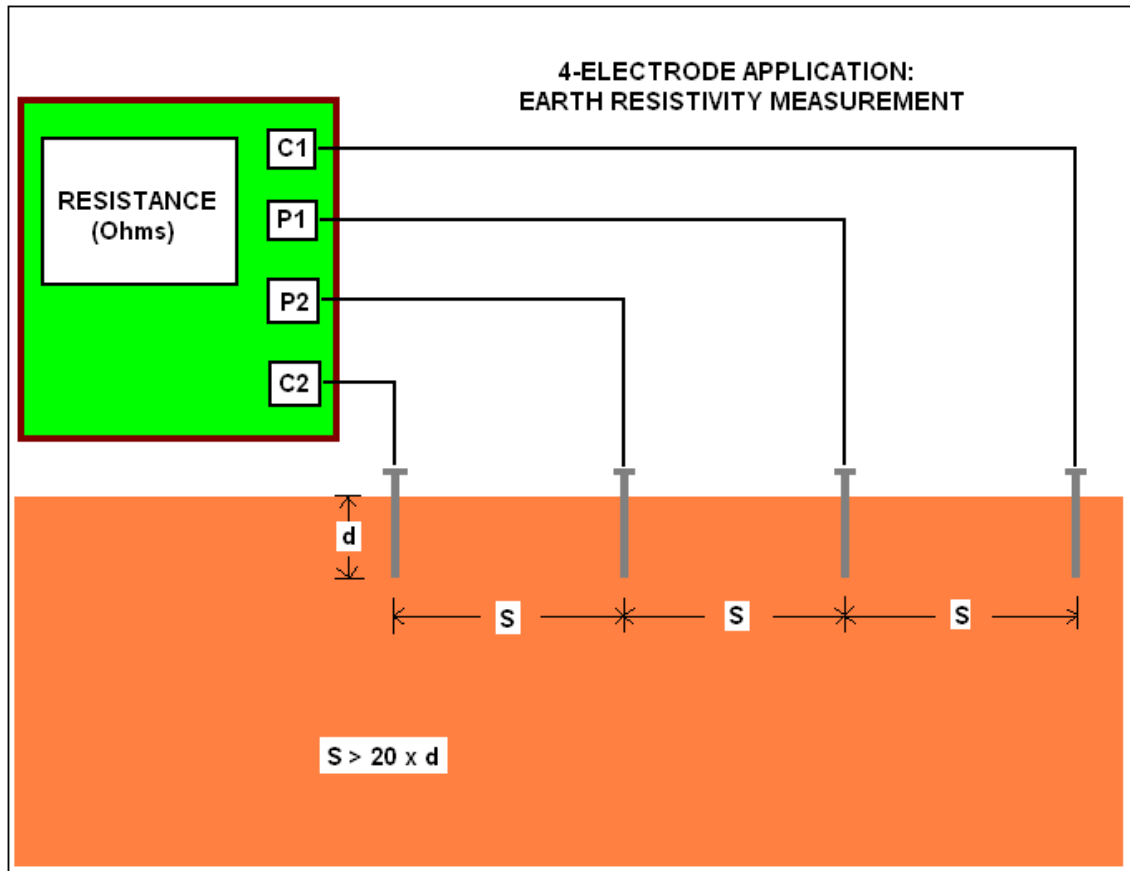 4-ELECTRODE APPLICATION:
EARTH RESISTIVITY MEASUREMENT
C1
RESISTANCE
(Ohms)
P1
P2
C2
d
S
S
S
S > 20 x d